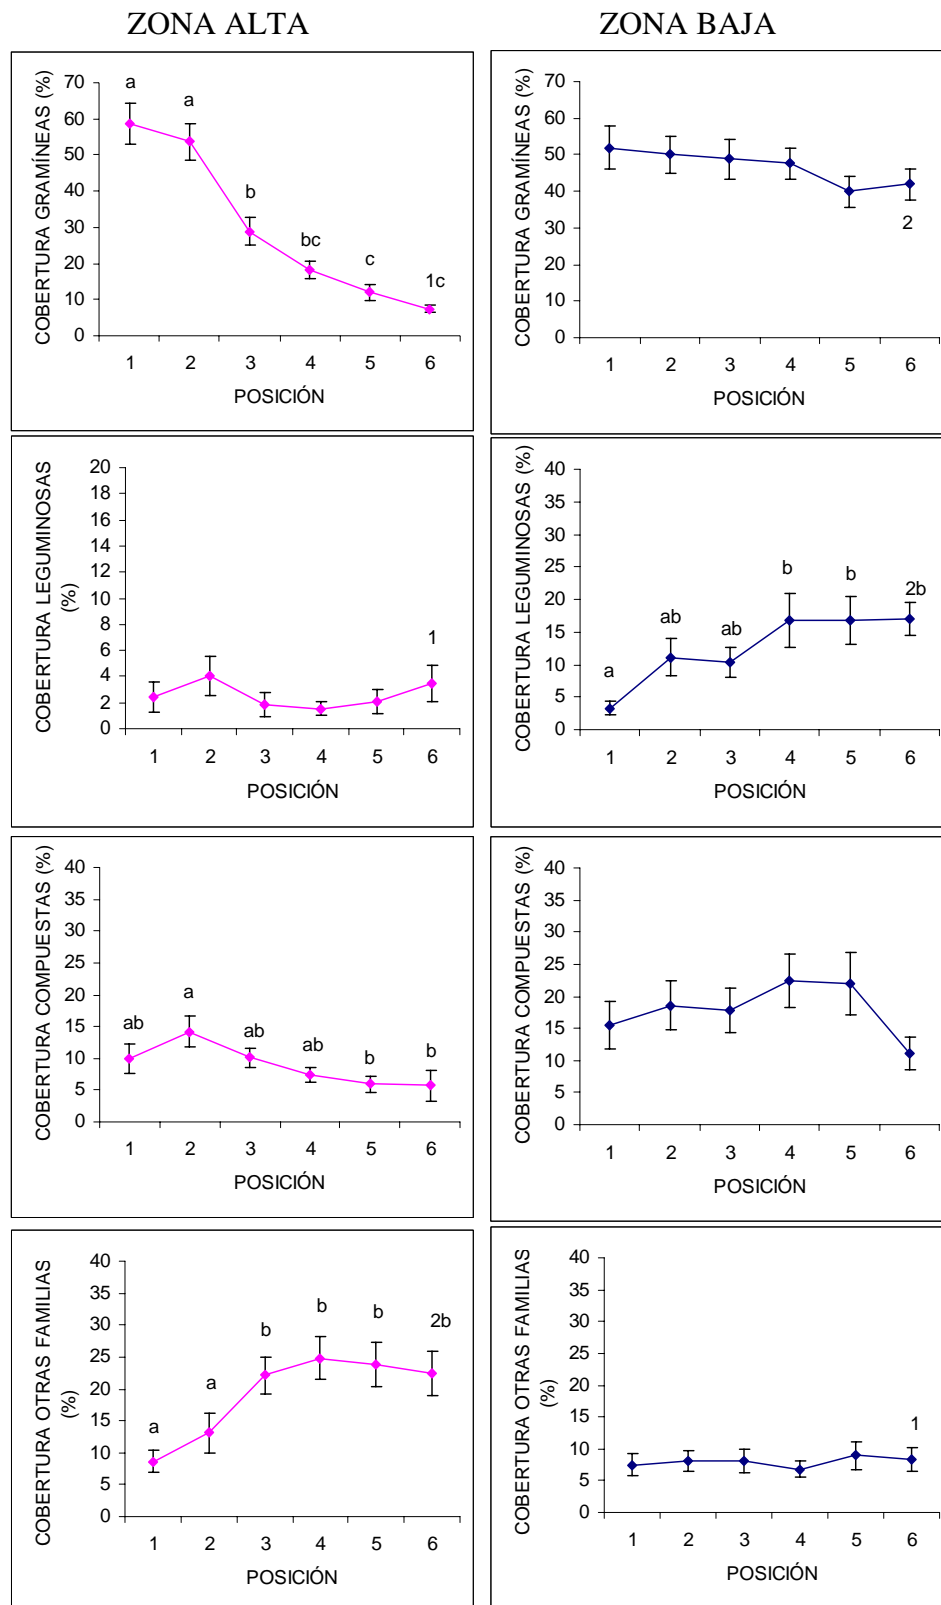 ZONA ALTA
ZONA BAJA
COBERTURA GRAMÍNEAS (%)
70
60
50
40
30
20
10
0
a
a
b
bc
c
1c
1 2 3 4 5 6
POSICIÓN
COBERTURA GRAMÍNEAS (%)
70
60
50
40
30
20
10
0
2
1 2 3 4 5 6
POSICIÓN
COBERTURA LEGUMINOSAS
(%)
20
18
16
14
12
10
8
6
4
2
0
1
1 2 3 4 5 6
POSICIÓN
COBERTURA LEGUMINOSAS (%)
40
35
30
25
20
15
10
5
0
a
ab
ab
b
b
2b
1 2 3 4 5 6
POSICIÓN
COBERTURA COMPUESTAS (%)
40
35
30
25
20
15
10
5
0
ab
a
ab
ab
b
b
1 2 3 4 5 6
POSICIÓN
COBERTURA COMPUESTAS (%)
40
35
30
25
20
15
10
5
0
1 2 3 4 5 6
POSICIÓN
COBERTURA OTRAS FAMILIAS
(%)
40
35
30
25
20
15
10
5
0
a
a
b
b
b
2b
1 2 3 4 5 6
POSICIÓN
COBERTURA OTRAS FAMILIAS
(%)
40
35
30
25
20
15
10
5
0
1
1 2 3 4 5 6
POSICIÓN